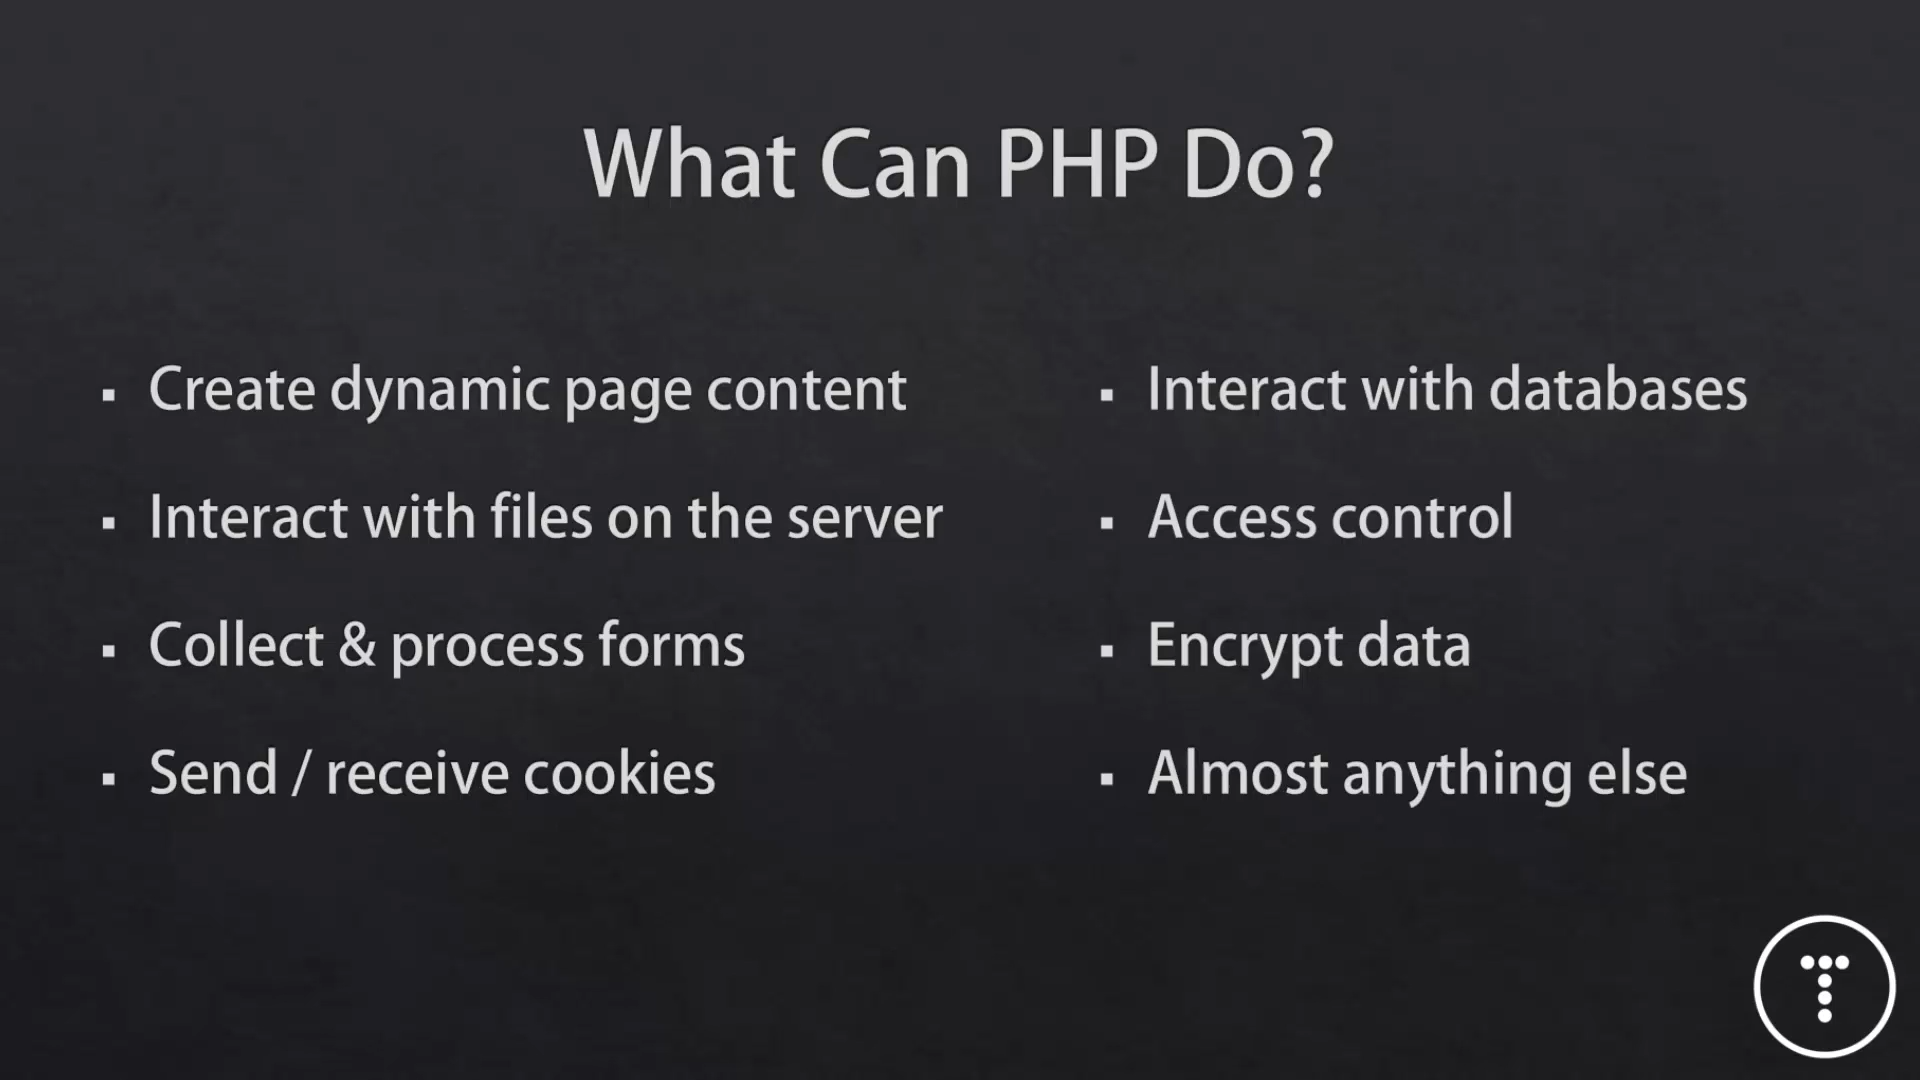 What Can PHP Do?
▪ Create dynamic page content
▪ Interact with files on the server
▪ Collect & process forms
▪ Send / receive cookies
▪ Interact with databases
▪ Access control
▪ Encrypt data
▪ Almost anything else
T